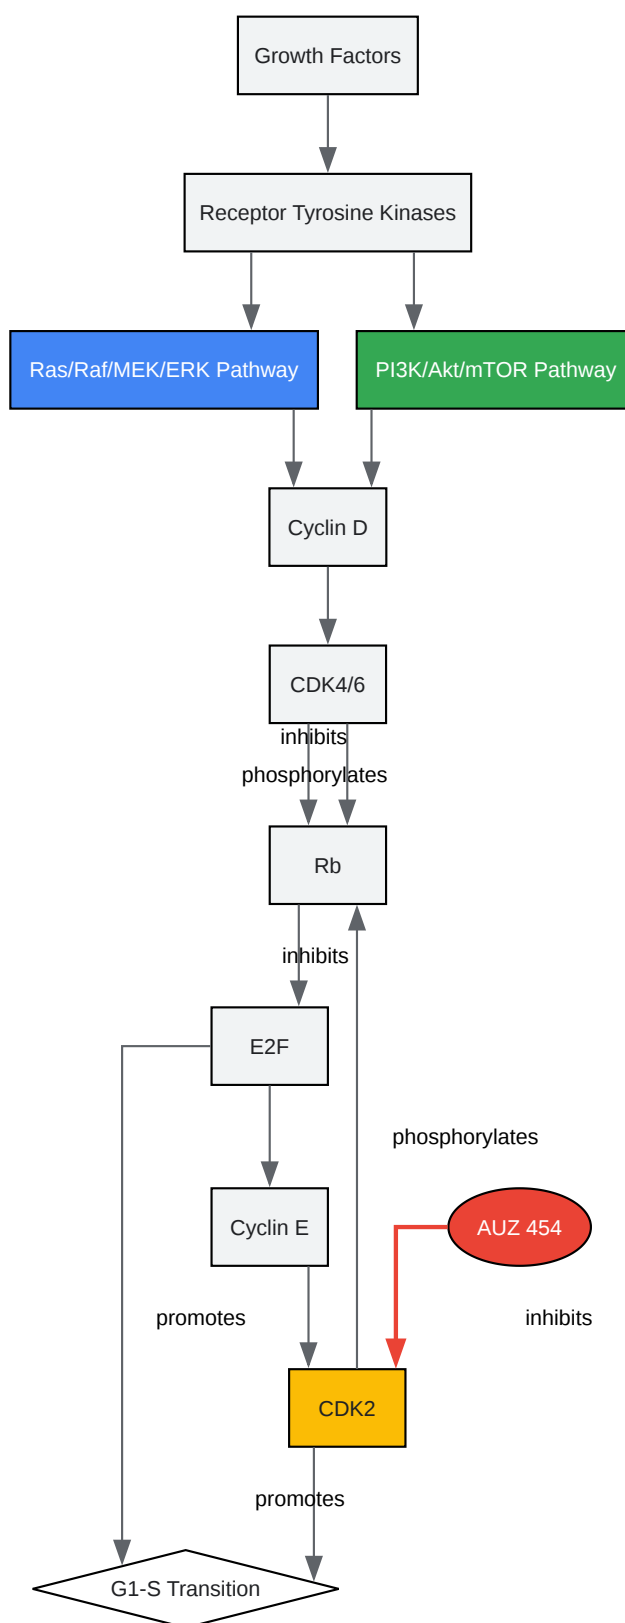 Growth Factors
Receptor Tyrosine Kinases
Ras/Raf/MEK/ERK Pathway
PI3K/Akt/mTOR Pathway
Cyclin D
CDK4/6
inhibits
phosphorylates
Rb
inhibits
E2F
phosphorylates
Cyclin E
AUZ 454
promotes
inhibits
CDK2
promotes
G1-S Transition